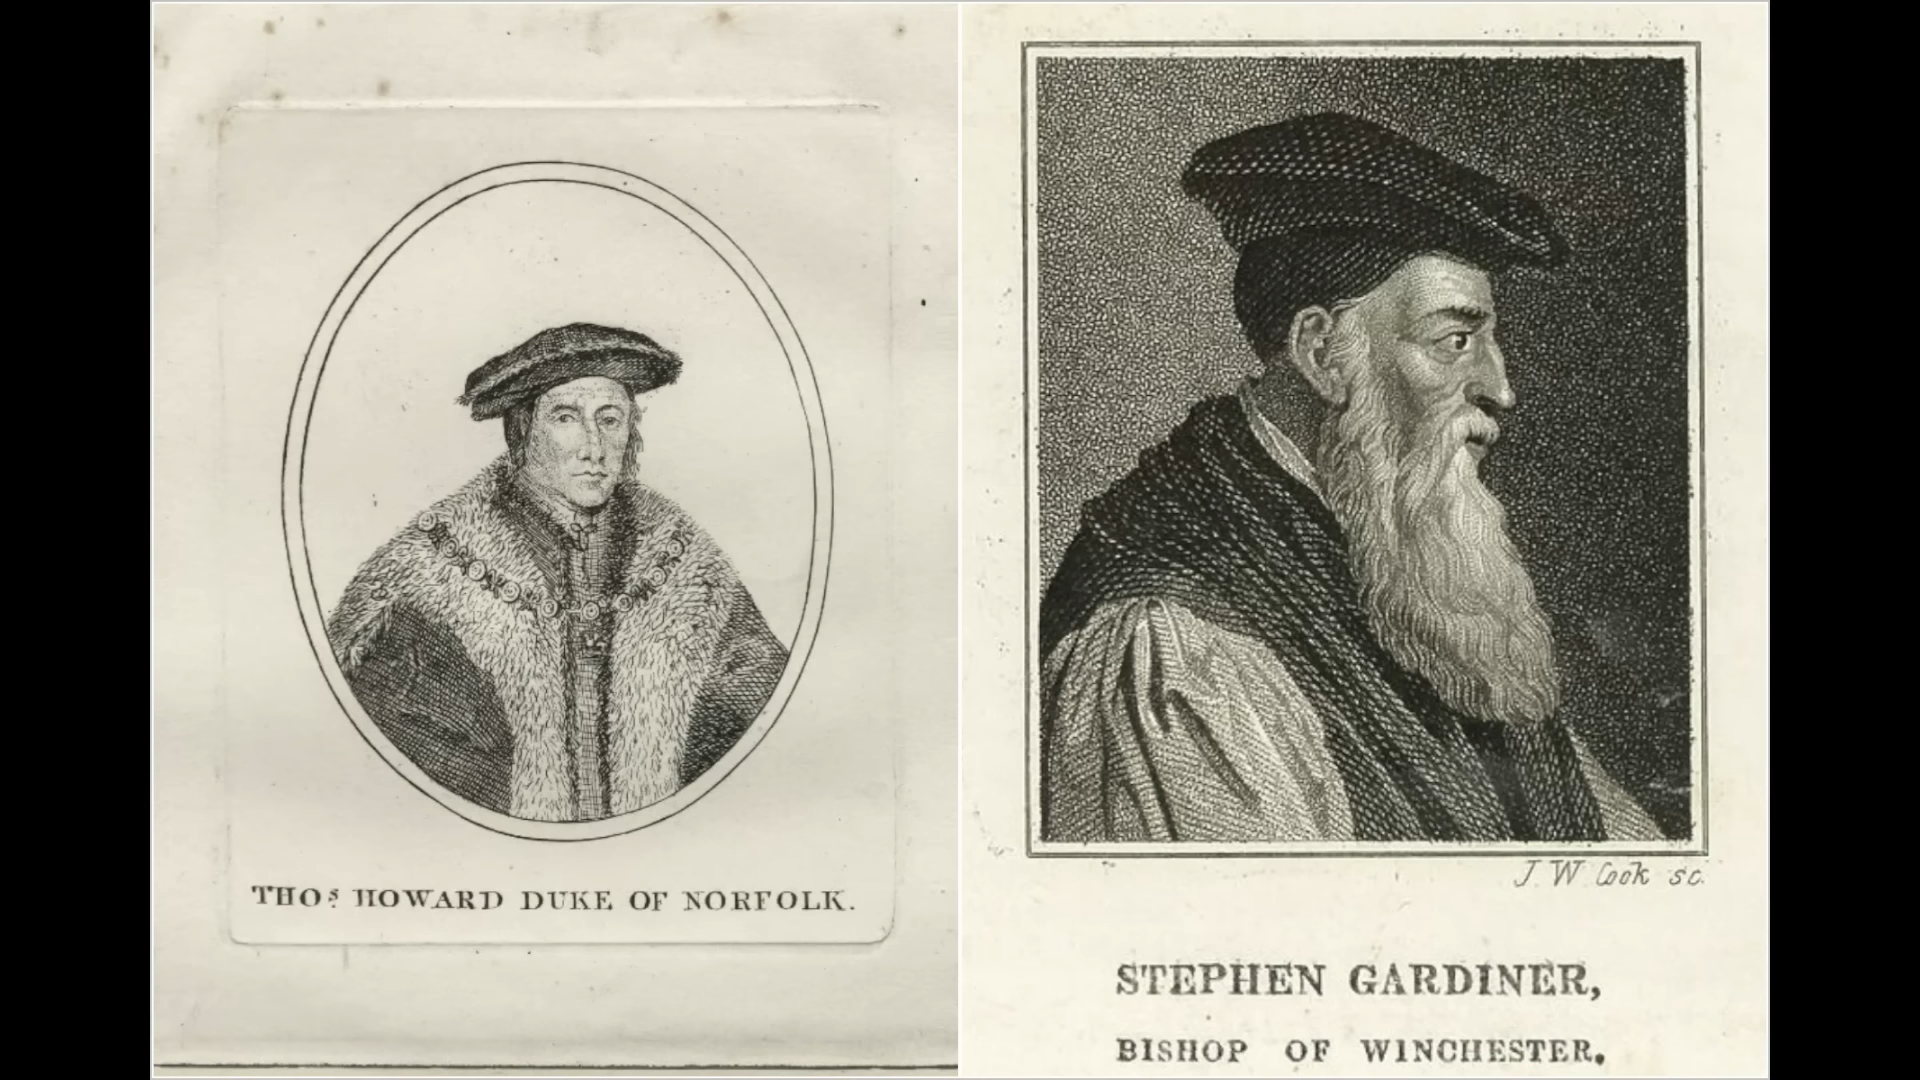 THOˢ HOWARD DUKE OF NORFOLK.
J W Cook sc.
STEPHEN GARDINER,
BISHOP OF WINCHESTER.